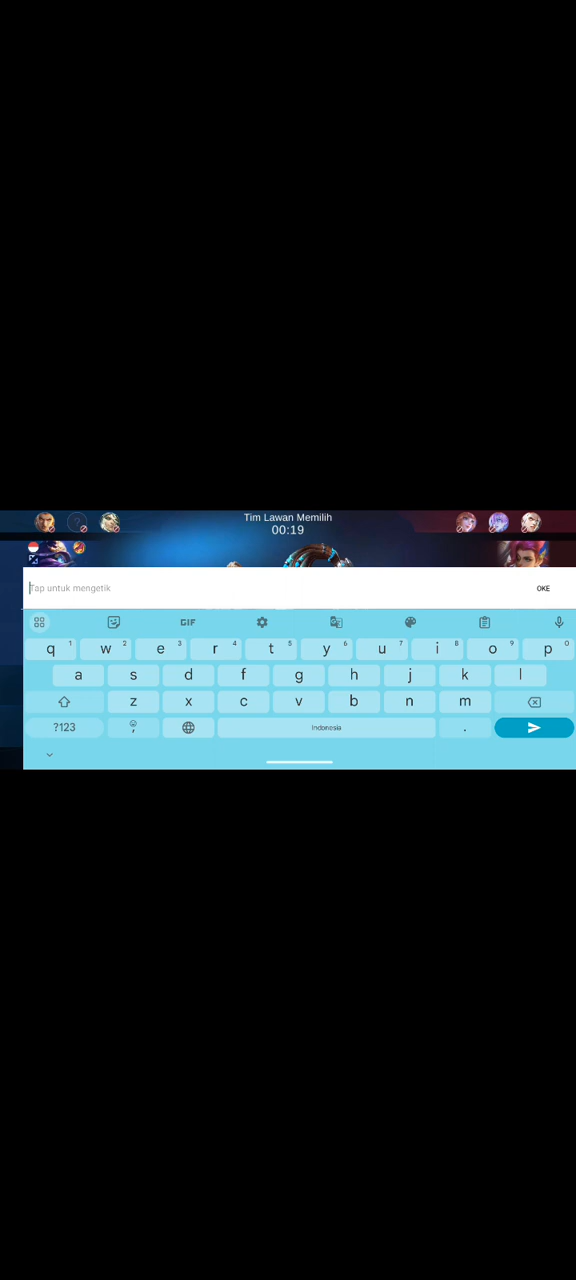 Tim Lawan Memilih
00:19
Tap untuk mengetik
OKE
GIF
q 1 w 2 e 3 r 4 t 5 y 6 u 7 i 8 o 9 p 0
a s d f g h j k l
z x c v b n m
?123 , Indonesia .